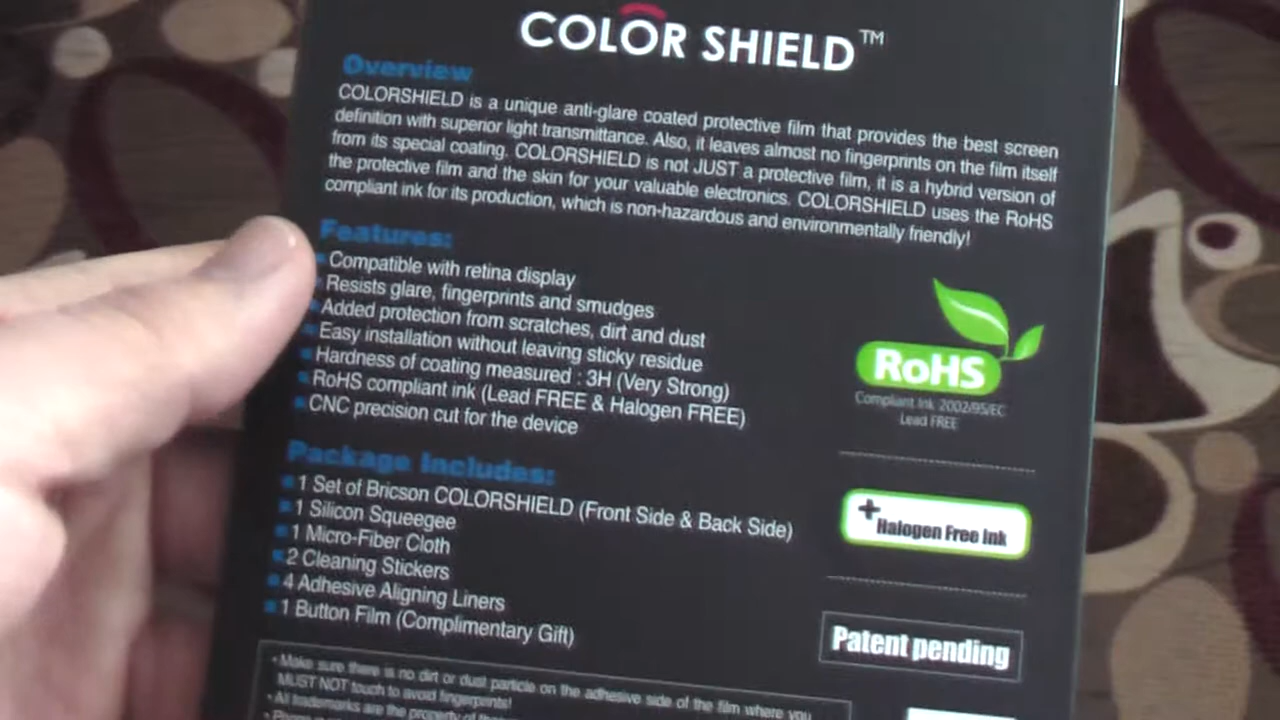 COLOR SHIELD™
Overview
COLORSHIELD is a unique anti-glare coated protective film that provides the best screen
definition with superior light transmittance. Also, it leaves almost no fingerprints on the film itself
from its special coating. COLORSHIELD is not JUST a protective film, it is a hybrid version of
the protective film and the skin for your valuable electronics. COLORSHIELD uses the RoHS
compliant ink for its production, which is non-hazardous and environmentally friendly!
Features:
Compatible with retina display
Resists glare, fingerprints and smudges
Added protection from scratches, dirt and dust
Easy installation without leaving sticky residue
Hardness of coating measured : 3H (Very Strong)
RoHS compliant ink (Lead FREE & Halogen FREE)
CNC precision cut for the device
RoHS
Compliant Ink 2002/95/EC
Lead FREE
Package Includes:
1 Set of Bricson COLORSHIELD (Front Side & Back Side)
1 Silicon Squeegee
1 Micro-Fiber Cloth
2 Cleaning Stickers
4 Adhesive Aligning Liners
1 Button Film (Complimentary Gift)
+Halogen Free Ink
Patent pending
• Make sure there is no dirt or dust particle on the adhesive side of the film where you
MUST NOT touch to avoid fingerprints!
• All trademarks are the property of